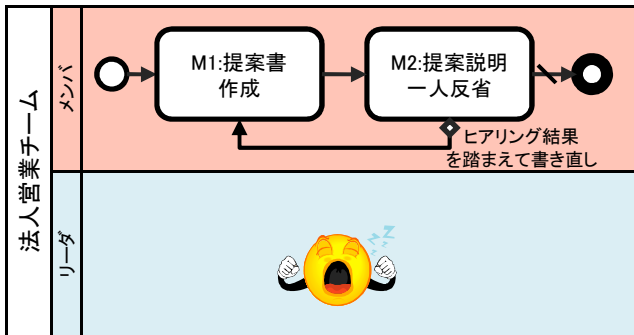 法人営業チーム
メンバ
M1:提案書
作成
M2:提案説明
一人反省
ヒアリング結果
を踏まえて書き直し
リーダ
z
z
z